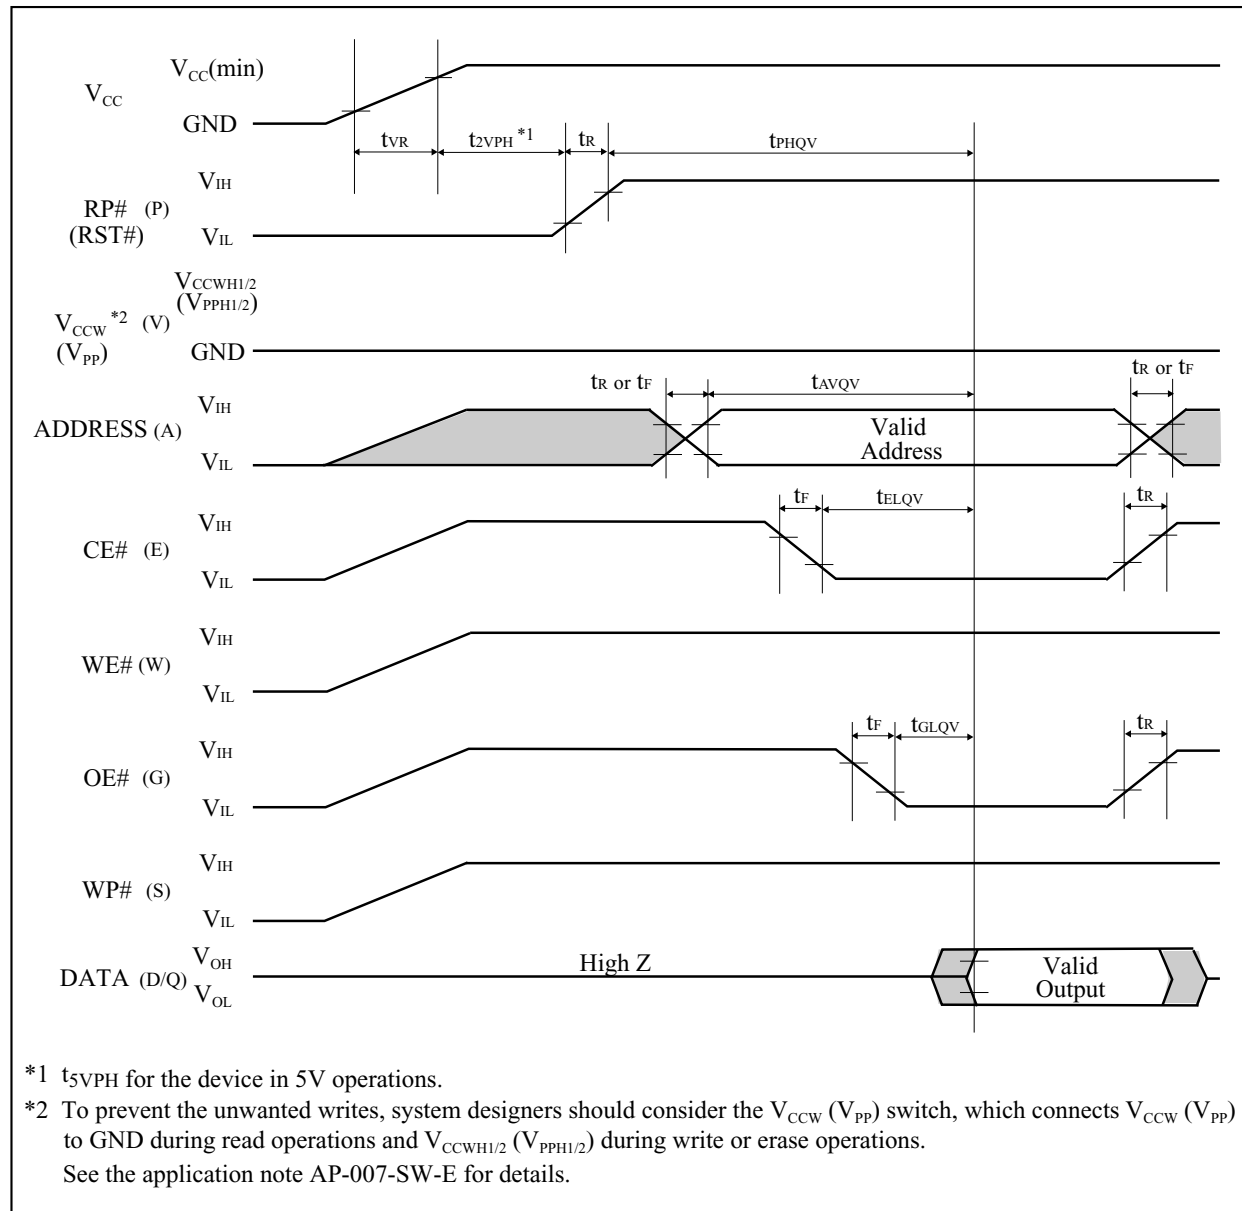 VCC(min)
VCC
GND
tVR
t2VPH *1
tR
tPHQV
VIH
RP# (P)
(RST#)
VIL
VCCWH1/2
(VPPH1/2)
VCCW *2 (V)
(VPP)
GND
tR or tF
tAVQV
tR or tF
VIH
ADDRESS (A)
Valid
Address
VIL
tF
tELQV
tR
VIH
CE# (E)
VIL
VIH
WE# (W)
VIL
tF
tGLQV
tR
VIH
OE# (G)
VIL
VIH
WP# (S)
VIL
VOH
High Z
Valid
Output
DATA (D/Q)
VOL
*1 t5VPH for the device in 5V operations.
*2 To prevent the unwanted writes, system designers should consider the VCCW (VPP) switch, which connects VCCW (VPP)
to GND during read operations and VCCWH1/2 (VPPH1/2) during write or erase operations.
See the application note AP-007-SW-E for details.